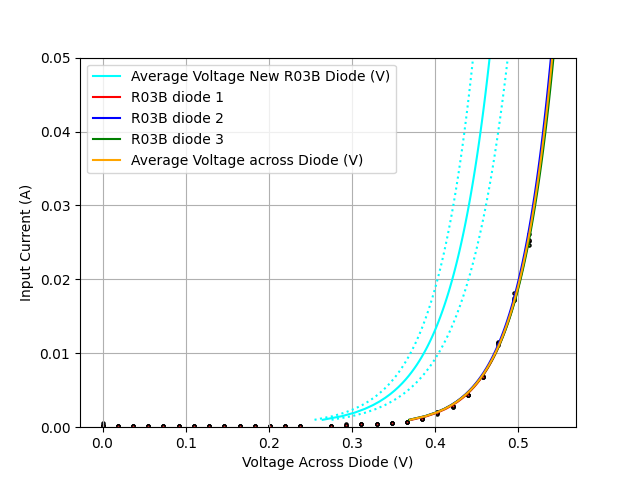 0.05
0.04
0.03
0.02
0.01
0.00
Input Current (A)
Average Voltage New R03B Diode (V)
R03B diode 1
R03B diode 2
R03B diode 3
Average Voltage across Diode (V)
0.0 0.1 0.2 0.3 0.4 0.5
Voltage Across Diode (V)